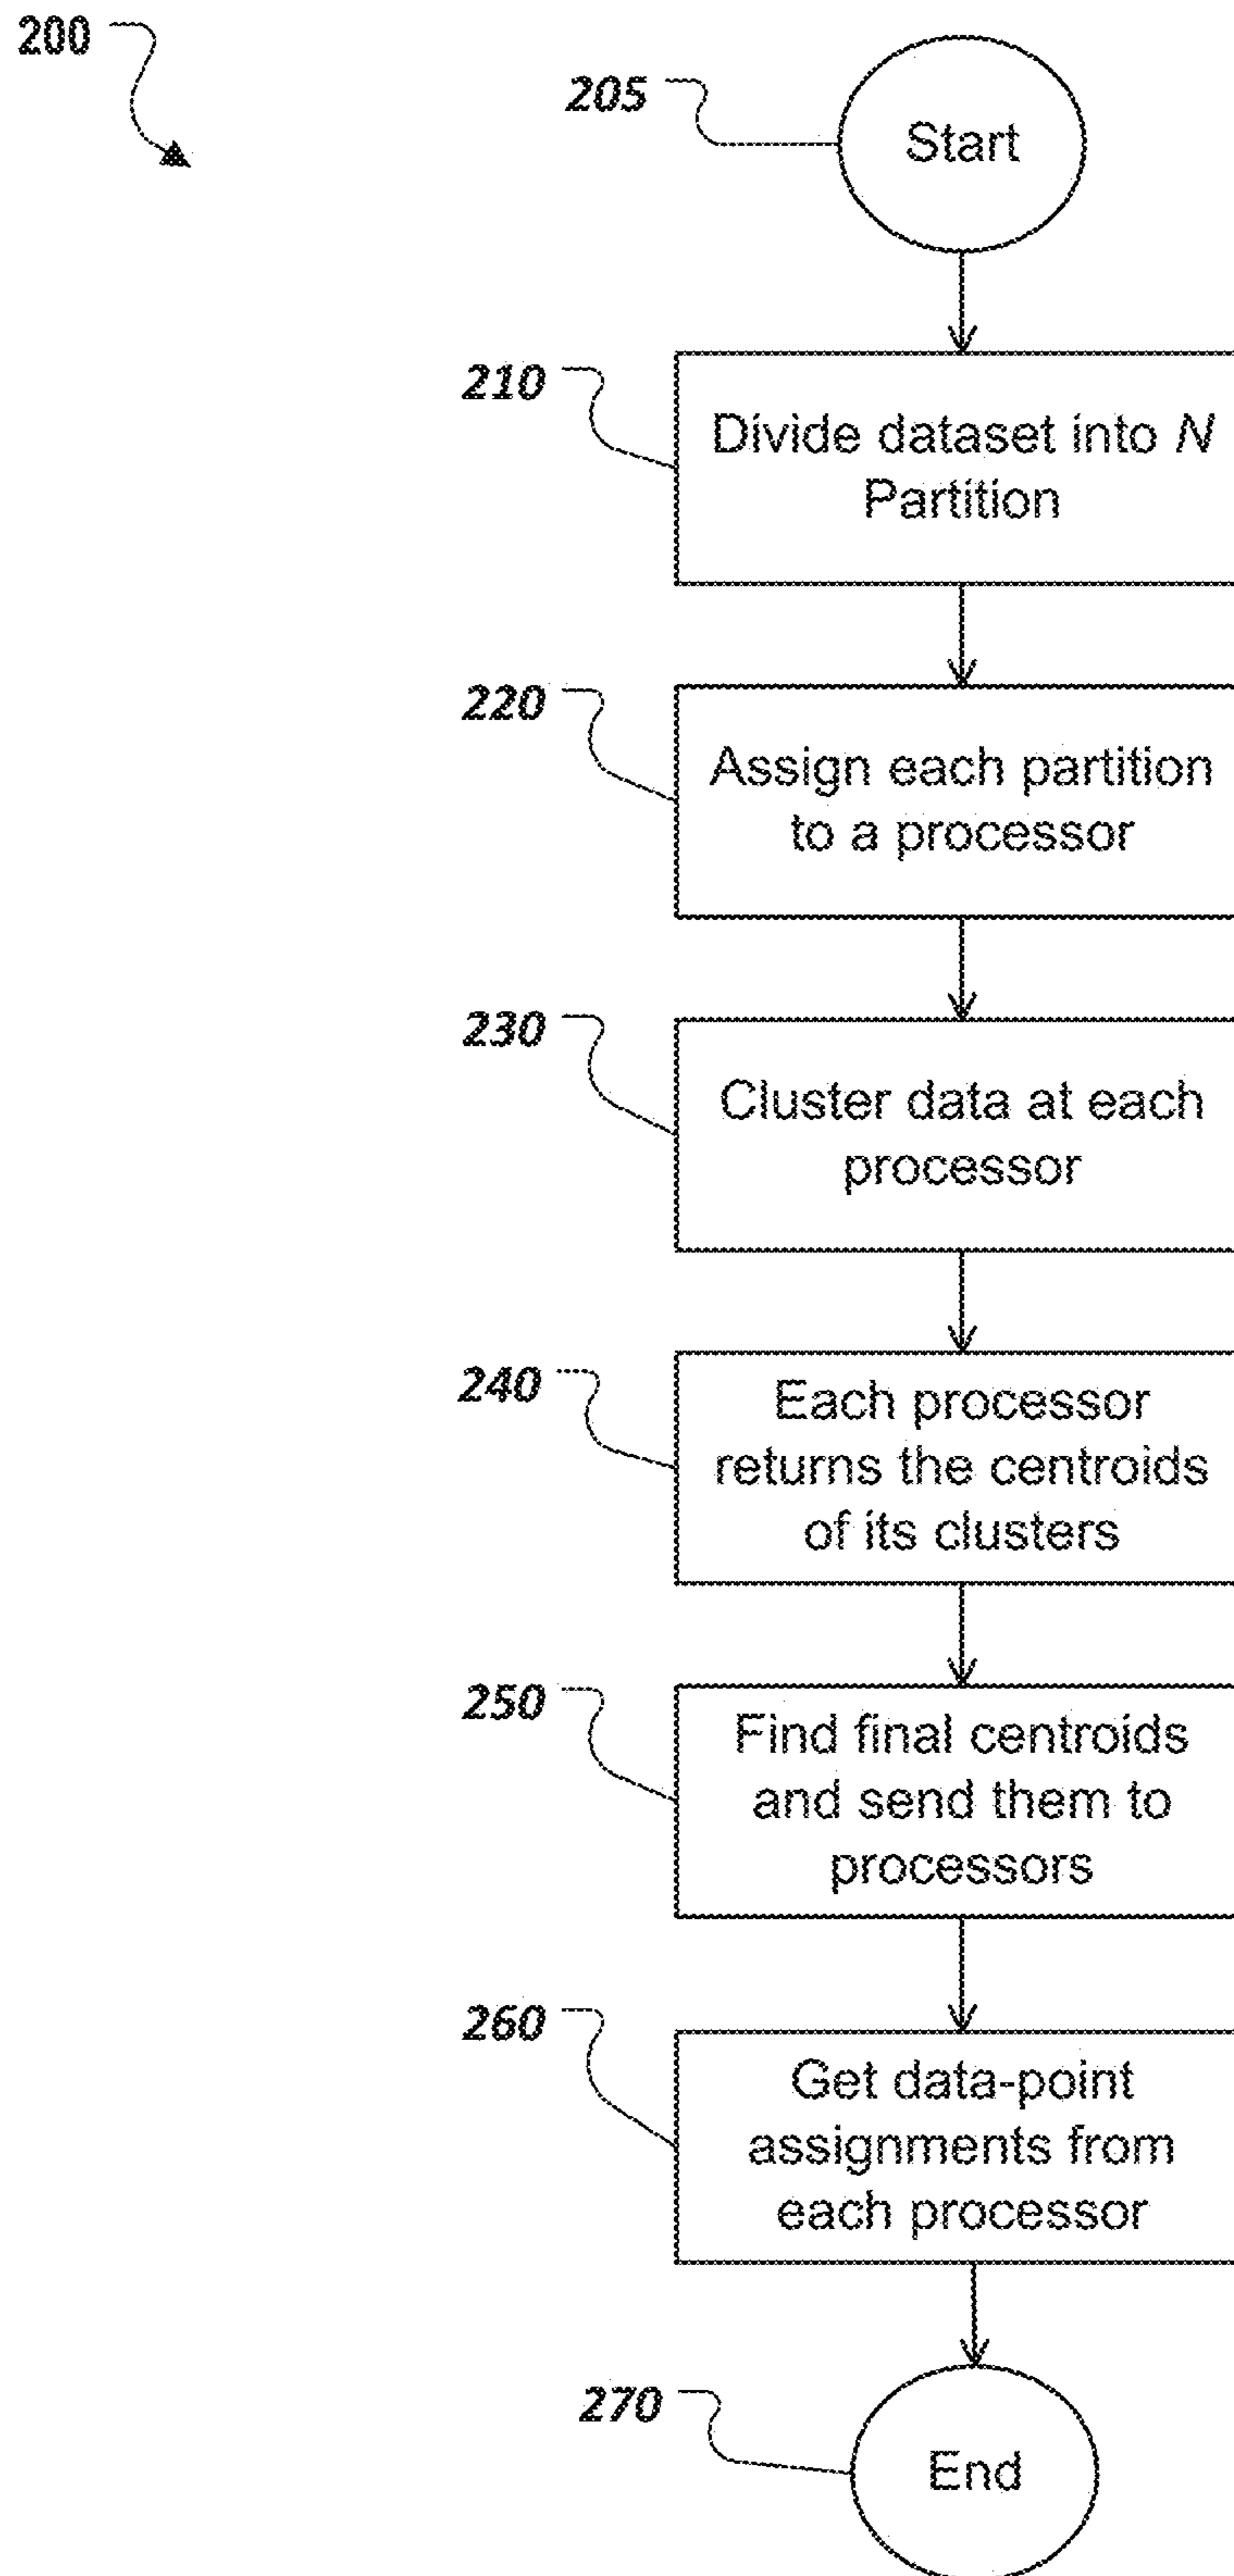 200
205
Start
210
Divide dataset into N
Partition
220
Assign each partition
to a processor
230
Cluster data at each
processor
240
Each processor
returns the centroids
of its clusters
250
Find final centroids
and send them to
processors
260
Get data-point
assignments from
each processor
270
End